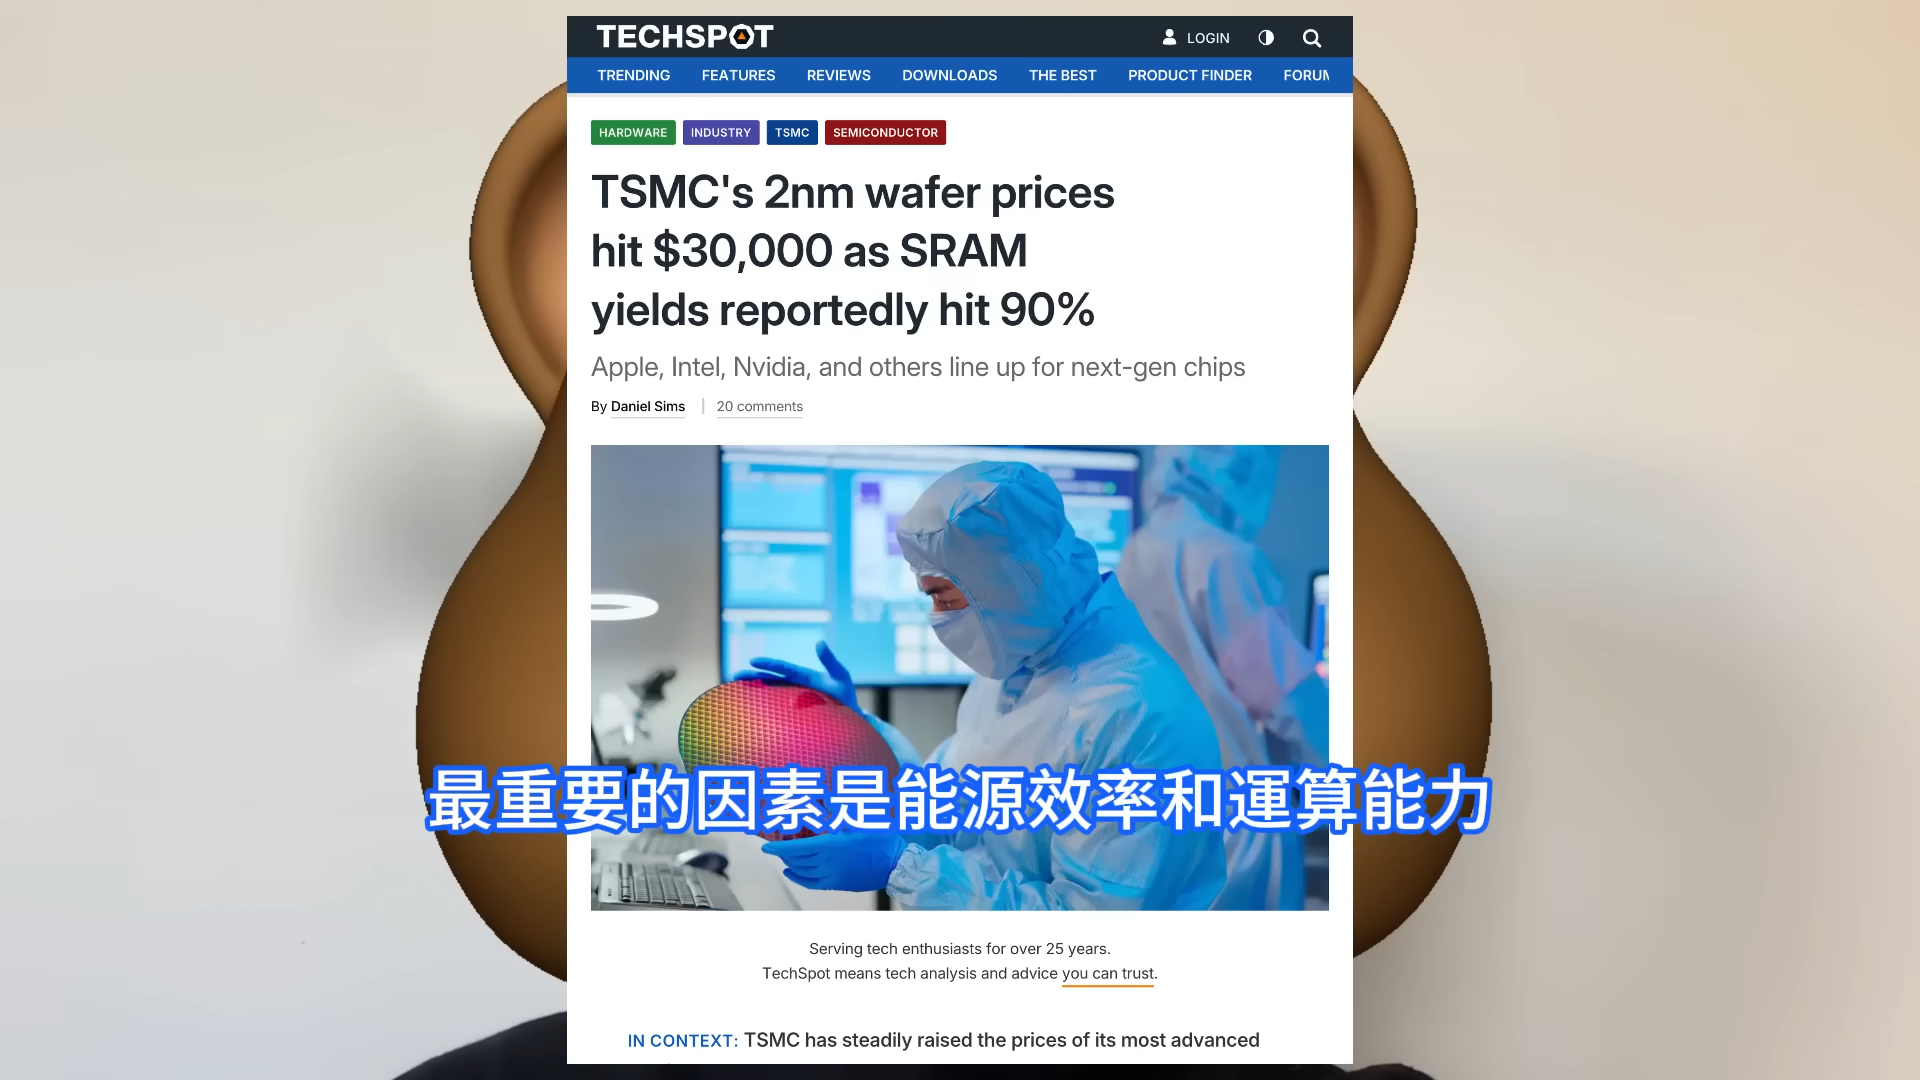 TECHSPOT
LOGIN
TRENDING FEATURES REVIEWS DOWNLOADS THE BEST PRODUCT FINDER FORUM
HARDWARE INDUSTRY TSMC SEMICONDUCTOR
TSMC's 2nm wafer prices
hit $30,000 as SRAM
yields reportedly hit 90%
Apple, Intel, Nvidia, and others line up for next-gen chips
By Daniel Sims | 20 comments
最重要的因素是能源效率和運算能力
Serving tech enthusiasts for over 25 years.
TechSpot means tech analysis and advice you can trust.
IN CONTEXT: TSMC has steadily raised the prices of its most advanced